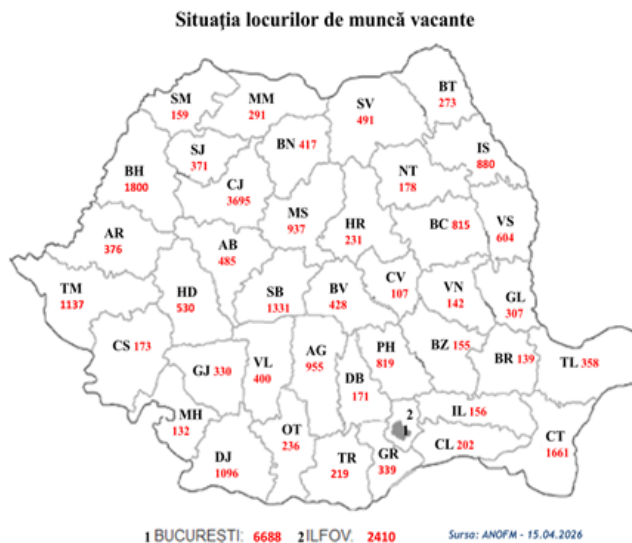 Situația locurilor de muncă vacante
SM
159
MM
291
SV
491
BT
273
SJ
371
BN 417
IS
880
BH
1800
CJ
3695
NT
178
MS
937
HR
231
BC 815
VS
604
AR
376
AB
485
TM
1137
HD
530
SB
1331
BV
428
CV
107
VN
142
GL
307
CS 173
GJ 330
VL
400
AG
955
PH
819
DB
171
BZ 155
BR 139
TL 358
MH
132
DJ
1096
OT
236
TR
219
GR
339
2
1
IL 156
CL 202
CT
1661
1 BUCURESTI: 6688 2 ILFOV. 2410 Sursa: ANOFM - 15.04.2026